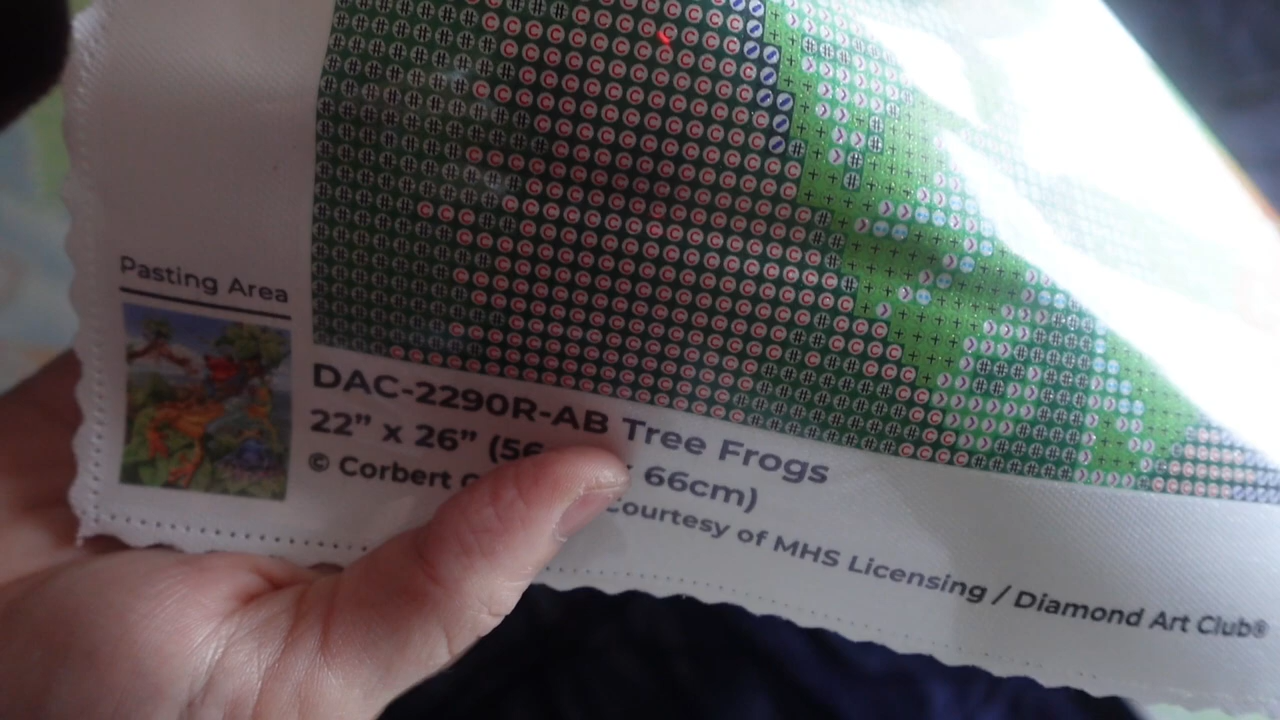 Pasting Area
DAC-2290R-AB Tree Frogs
22” x 26” (56 66cm)
© Corbert Courtesy of MHS Licensing / Diamond Art Club®